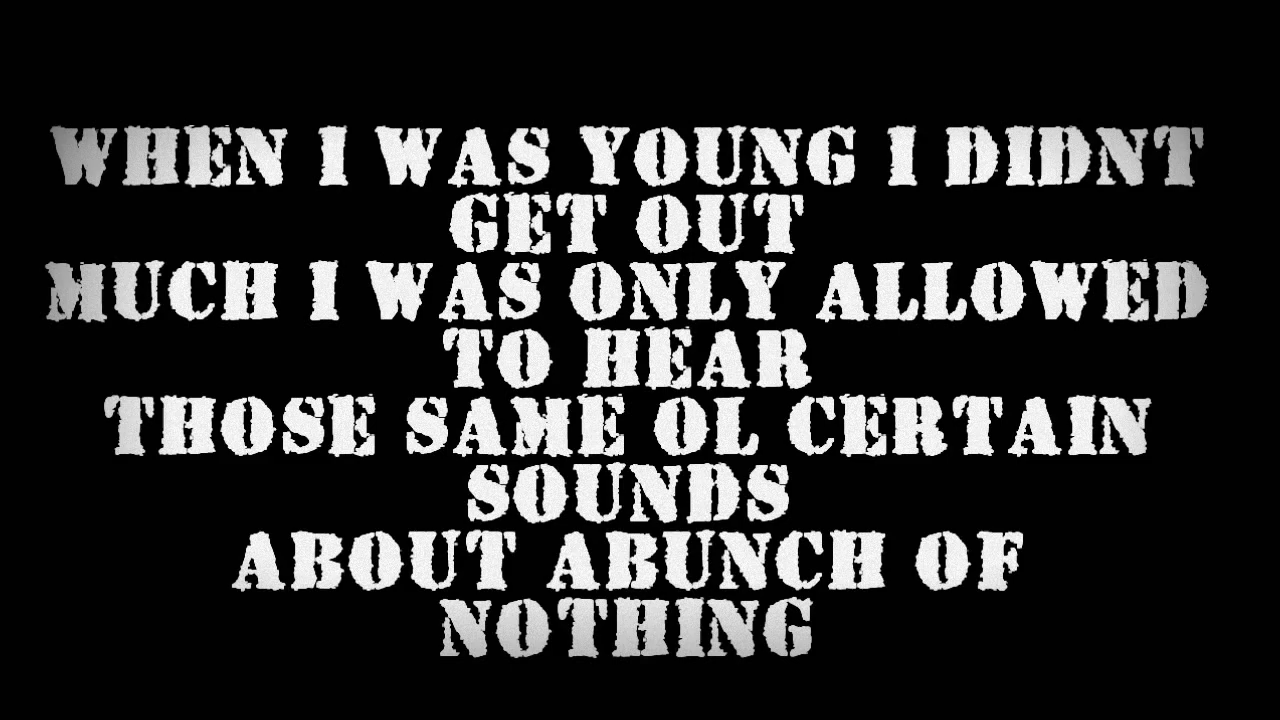 WHEN I WAS YOUNG I DIDNT
GET OUT
MUCH I WAS ONLY ALLOWED
TO HEAR
THOSE SAME OL CERTAIN
SOUNDS
ABOUT ABUNCH OF
NOTHING